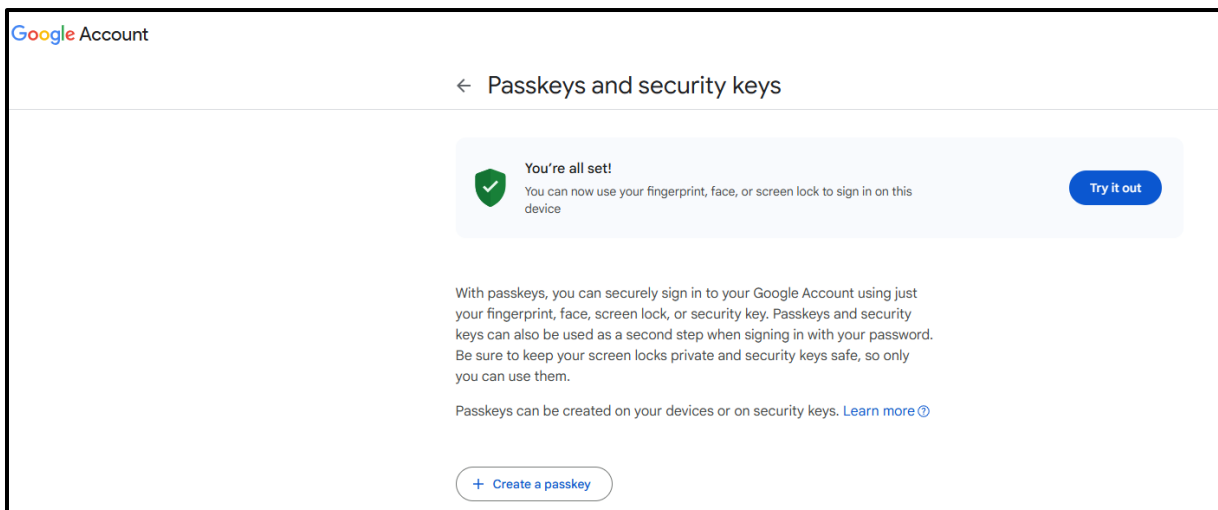 Google Account
Passkeys and security keys
You're all set!
You can now use your fingerprint, face, or screen lock to sign in on this
device
Try it out
With passkeys, you can securely sign in to your Google Account using just
your fingerprint, face, screen lock, or security key. Passkeys and security
keys can also be used as a second step when signing in with your password.
Be sure to keep your screen locks private and security keys safe, so only
you can use them.
Passkeys can be created on your devices or on security keys. Learn more
Create a passkey